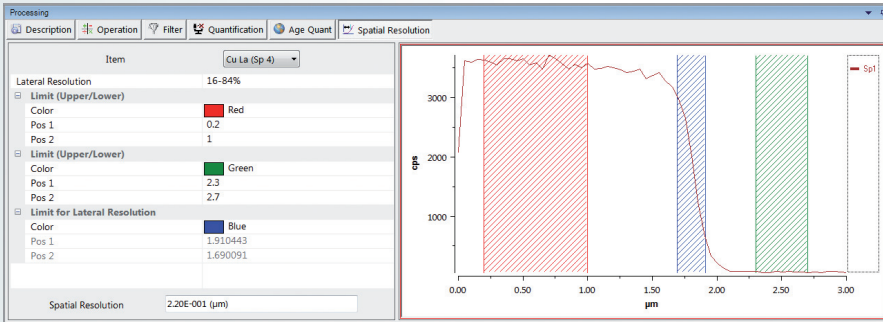 Processing
Description Operation Filter Quantification Age Quant Spatial Resolution
Item Cu La (Sp 4)
Lateral Resolution 16-84%
Limit (Upper/Lower)
Color Red
Pos 1 0.2
Pos 2 1
Limit (Upper/Lower)
Color Green
Pos 1 2.3
Pos 2 2.7
Limit for Lateral Resolution
Color Blue
Pos 1 1.910443
Pos 2 1.690091
Spatial Resolution 2.20E-001 (µm)
Sp1
3000
2000
1000
cps
0.00 0.50 1.00 1.50 2.00 2.50 3.00
µm